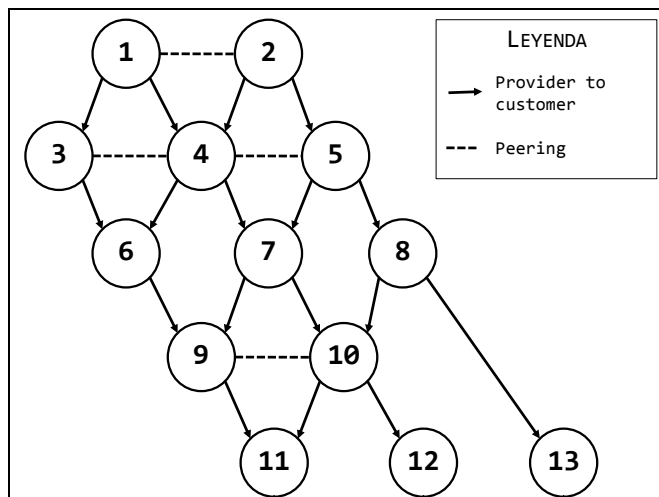 1 2
LEYENDA
Provider to
customer
3 4 5
Peering
6 7 8
9 10
11 12 13